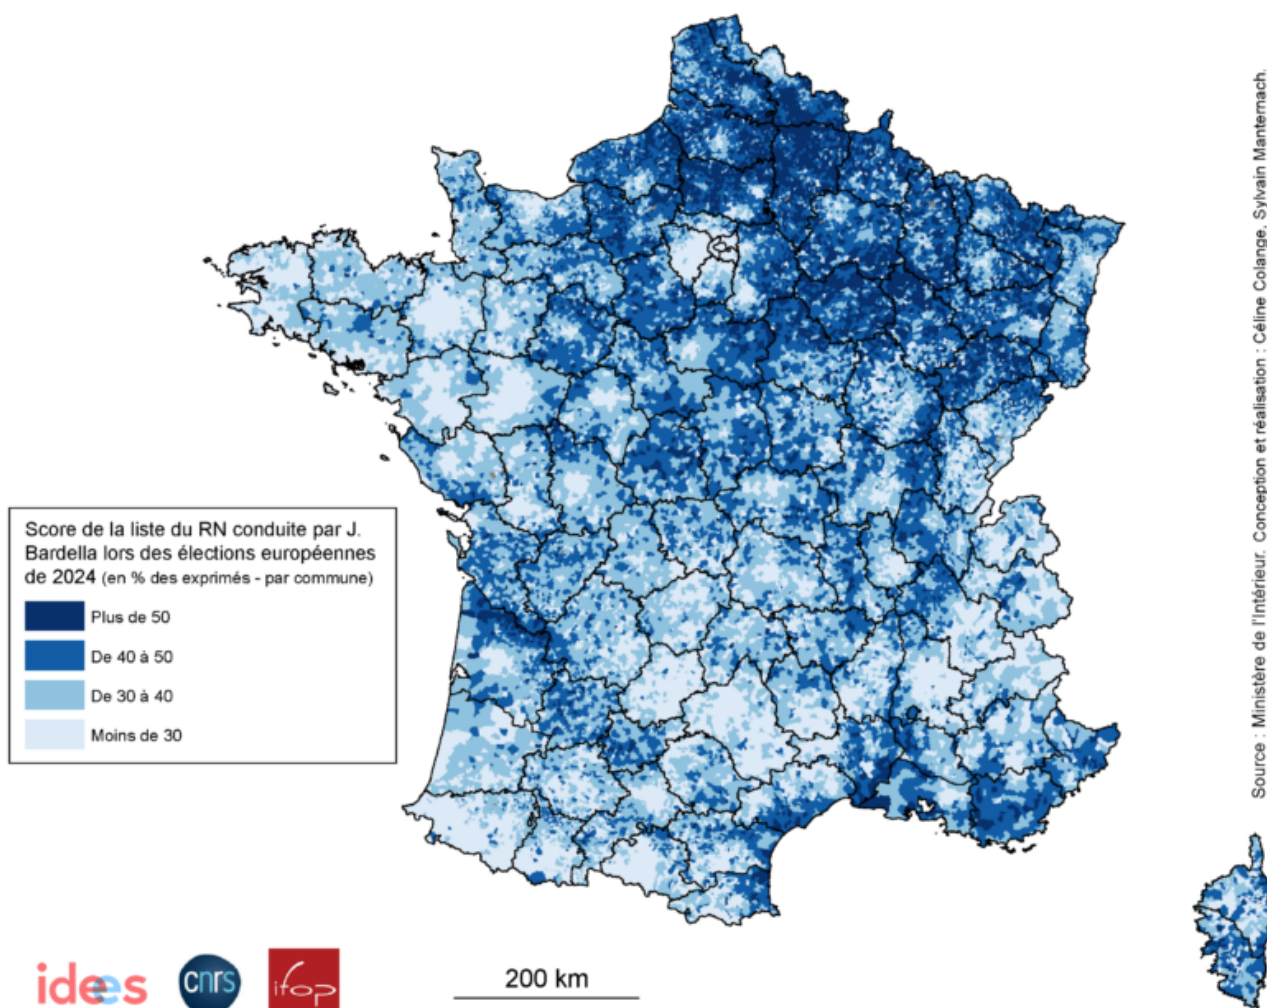 Score de la liste du RN conduite par J.
Bardella lors des élections européennes
de 2024 (en % des exprimés - par commune)
Plus de 50
De 40 à 50
De 30 à 40
Moins de 30
Source : Ministère de l'Intérieur. Conception et réalisation : Céline Colange, Sylvain Manternach.
idees
cnrs
ifop
200 km